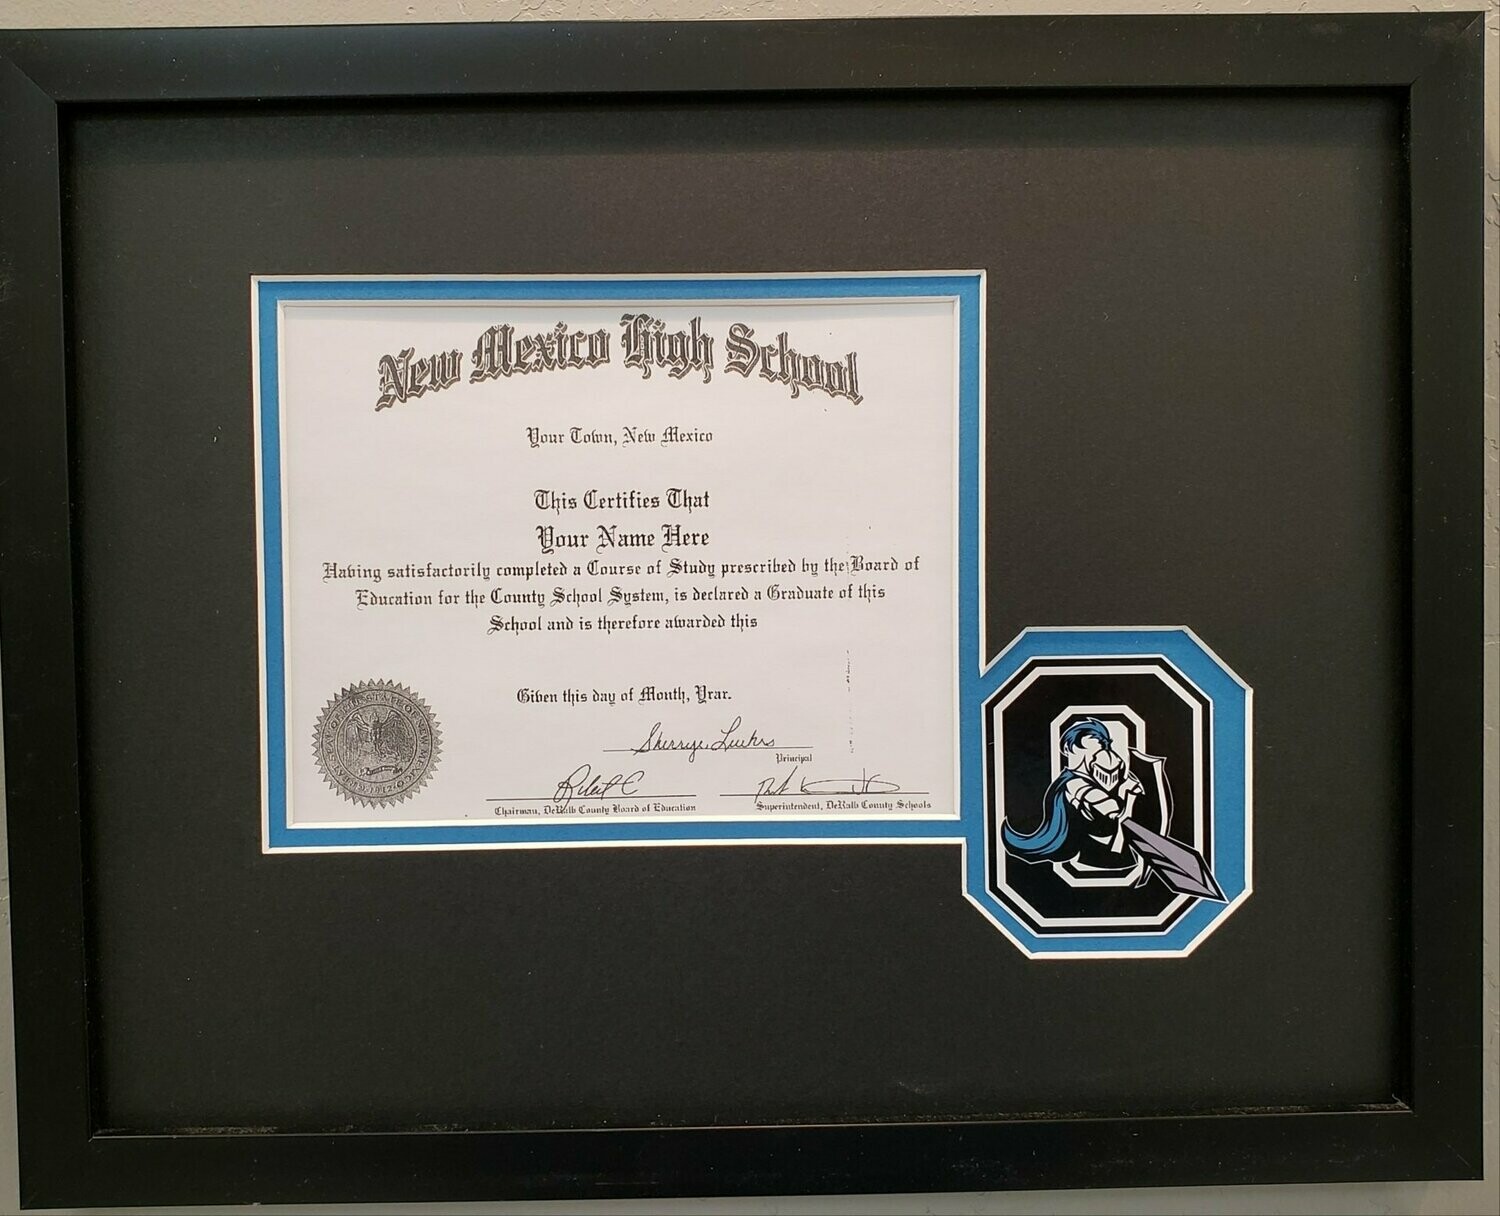 New Mexico High School
Your Town, New Mexico
This Certifies That
Your Name Here
Having satisfactorily completed a Course of Study prescribed by the Board of
Education for the County School System, is declared a Graduate of this
School and is therefore awarded this
Given this day of Month, Yrar.
Principal
Chairman, DeKalb County Board of Education
Superintendent, DeKalb County Schools
O